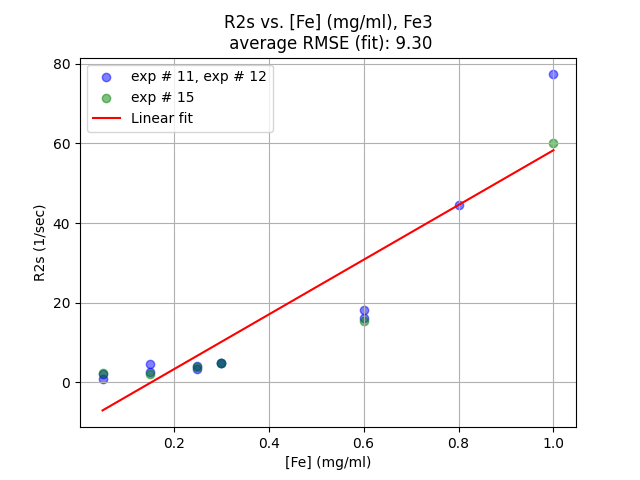 R2s vs. [Fe] (mg/ml), Fe3
average RMSE (fit): 9.30
exp # 11, exp # 12
exp # 15
Linear fit
R2s (1/sec)
80
60
40
20
0
0.2 0.4 0.6 0.8 1.0
[Fe] (mg/ml)